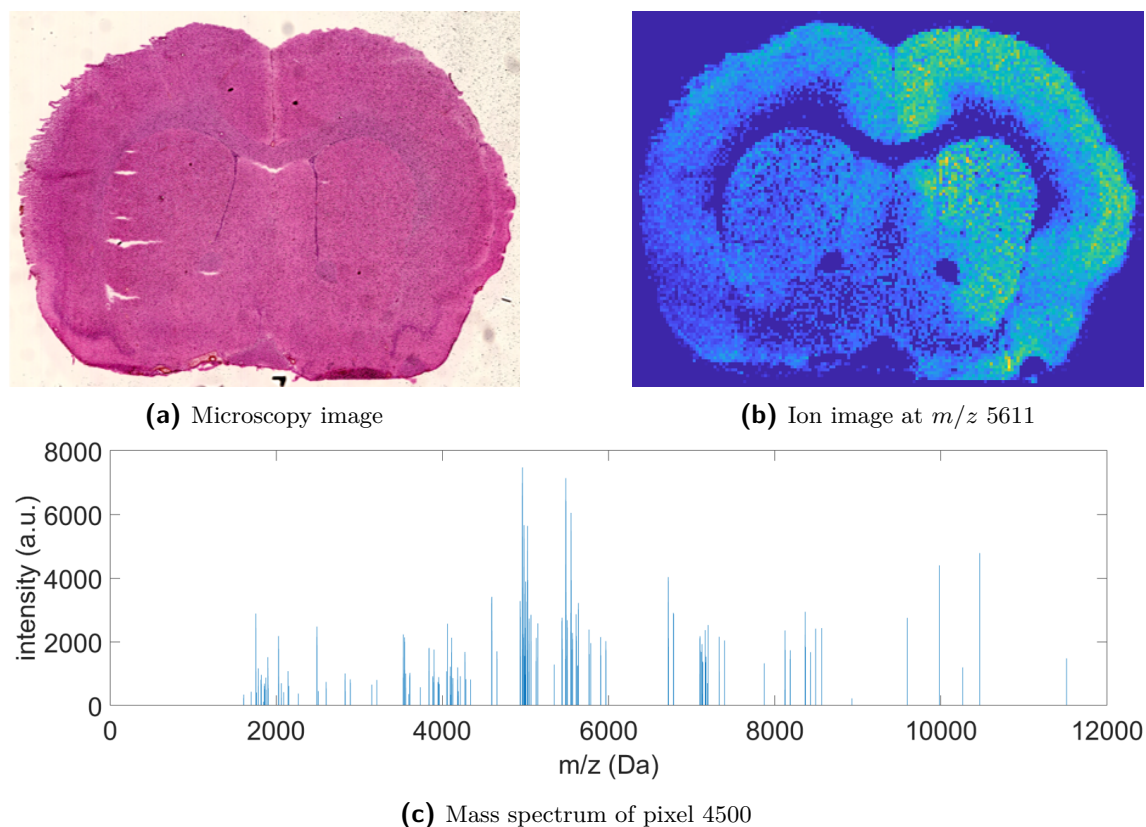 7
(a) Microscopy image
(b) Ion image at m/z 5611
8000
6000
4000
2000
0
intensity (a.u.)
0 2000 4000 6000 8000 10000 12000
m/z (Da)
(c) Mass spectrum of pixel 4500